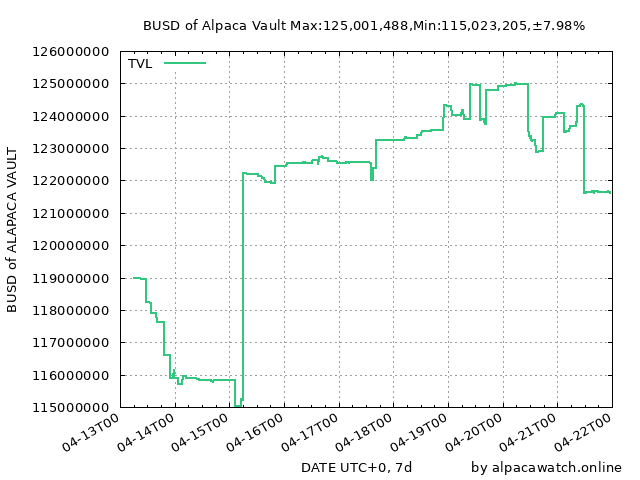 BUSD of Alpaca Vault Max:125,001,488,Min:115,023,205,±7.98%
TVL
126000000
125000000
124000000
123000000
122000000
121000000
120000000
119000000
118000000
117000000
116000000
115000000
BUSD of ALAPACA VAULT
04-13T00
04-14T00
04-15T00
04-16T00
04-17T00
04-18T00
04-19T00
04-20T00
04-21T00
04-22T00
DATE UTC+0, 7d
by alpacawatch.online